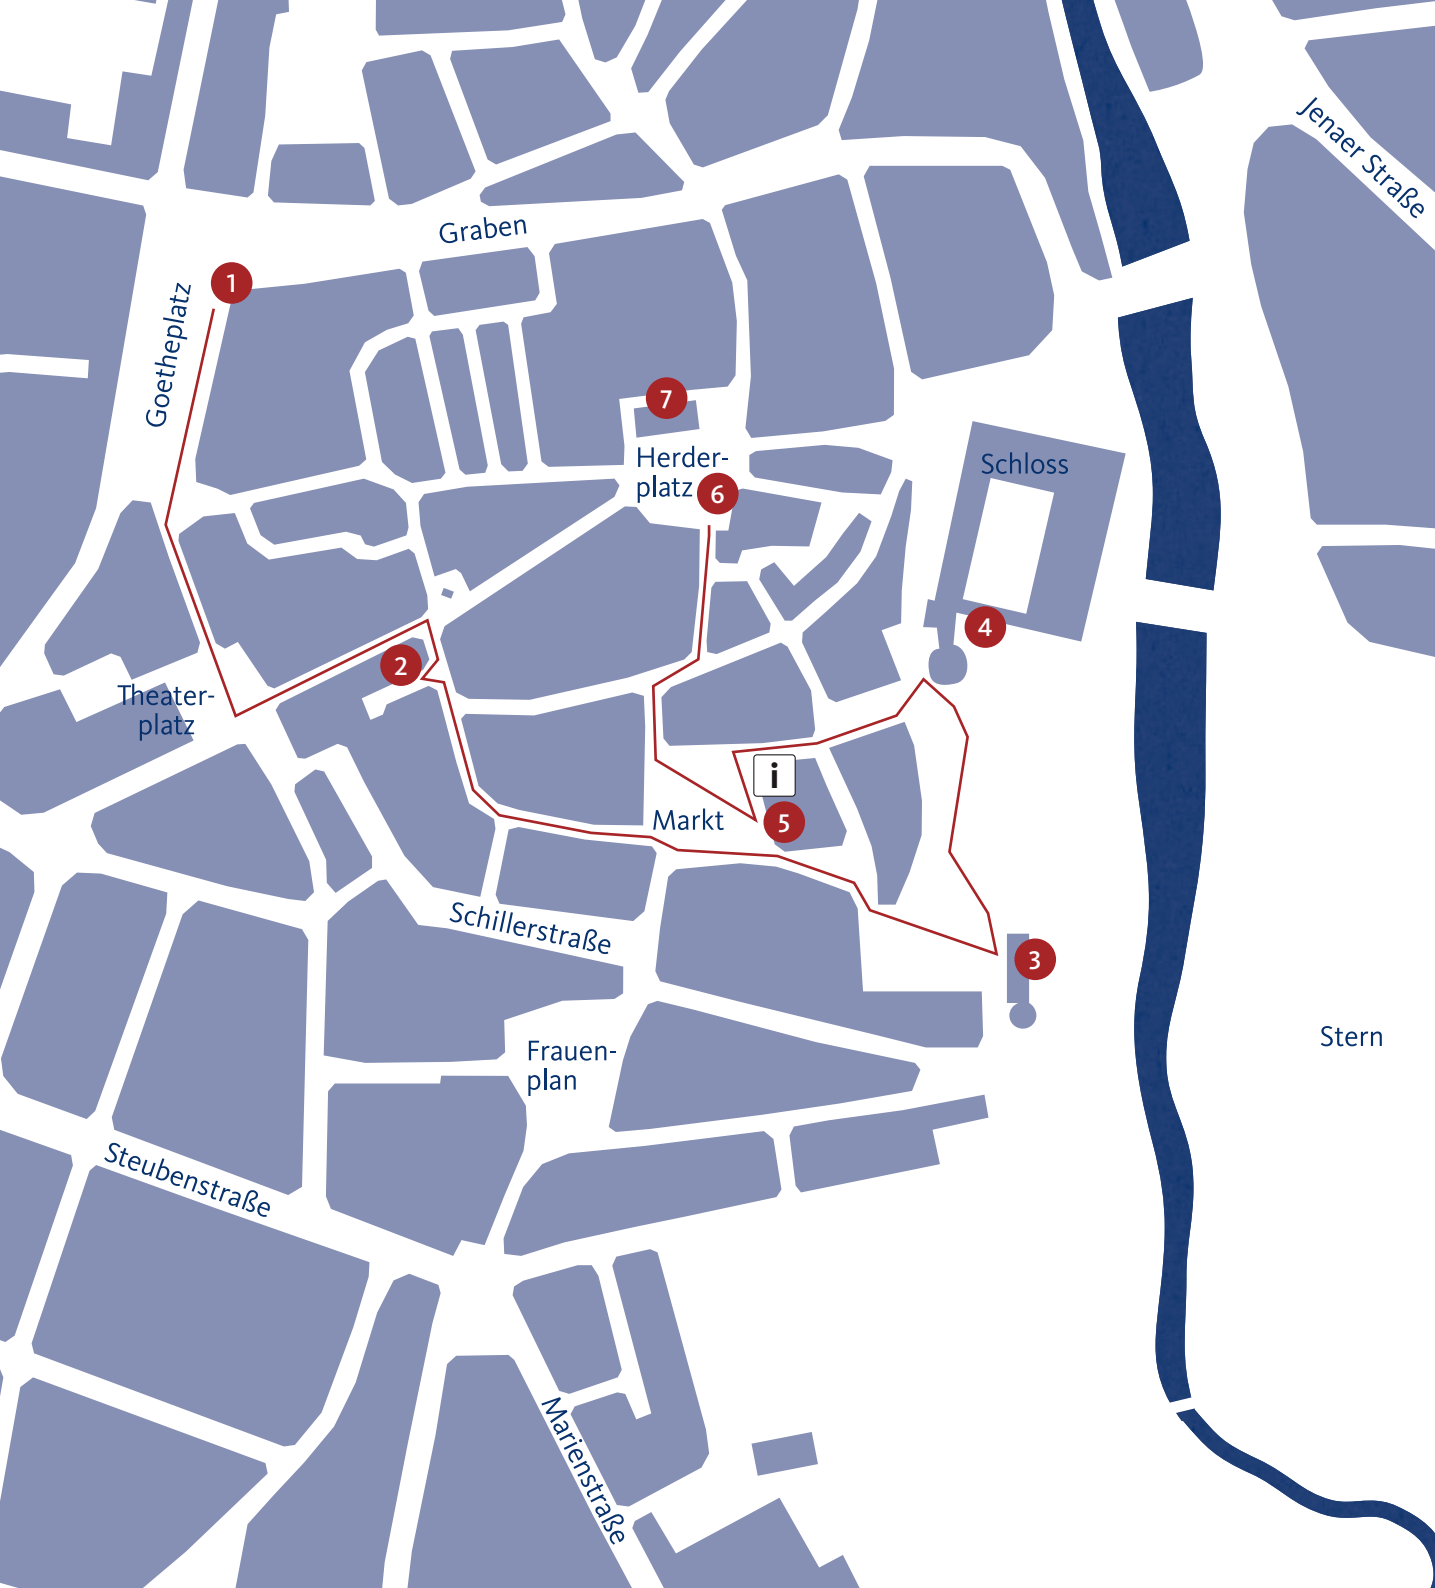 Jenaer Straße
Graben
1
Goetheplatz
7
Herder-
platz
6
Schloss
4
2
Theater-
platz
i
5
Markt
Schillerstraße
3
Stern
Frauen-
plan
Steubenstraße
Marienstraße